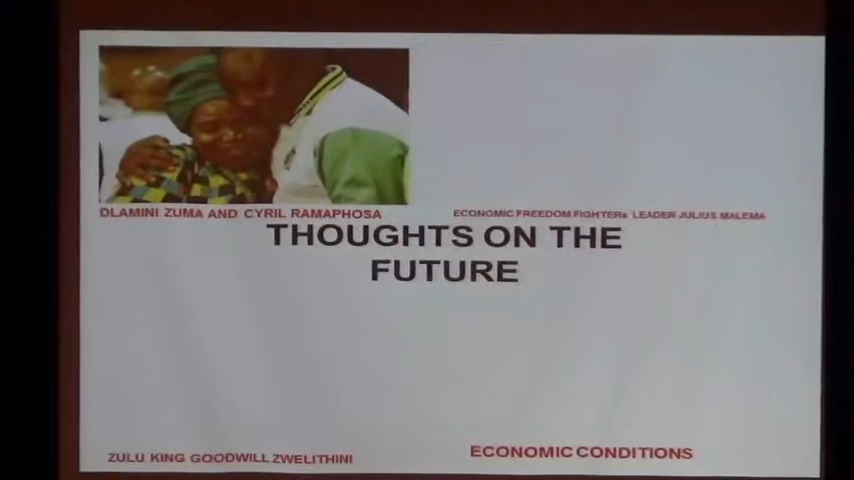 DLAMINI ZUMA AND CYRIL RAMAPHOSA
ECONOMIC FREEDOM FIGHTERs LEADER JULIUS MALEMA
THOUGHTS ON THE
FUTURE
ZULU KING GOODWILL ZWELITHINI
ECONOMIC CONDITIONS